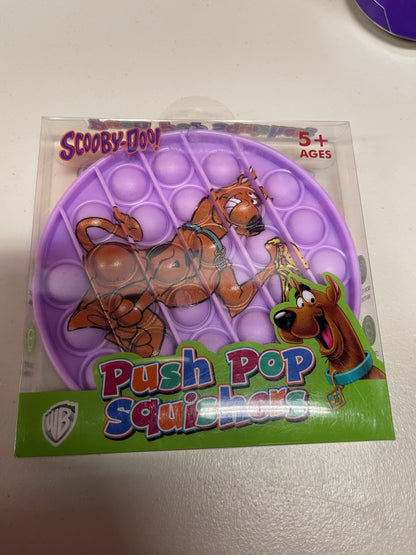 SCOOBY-DOO!
5+
AGES
Push Pop
Squishers
WB